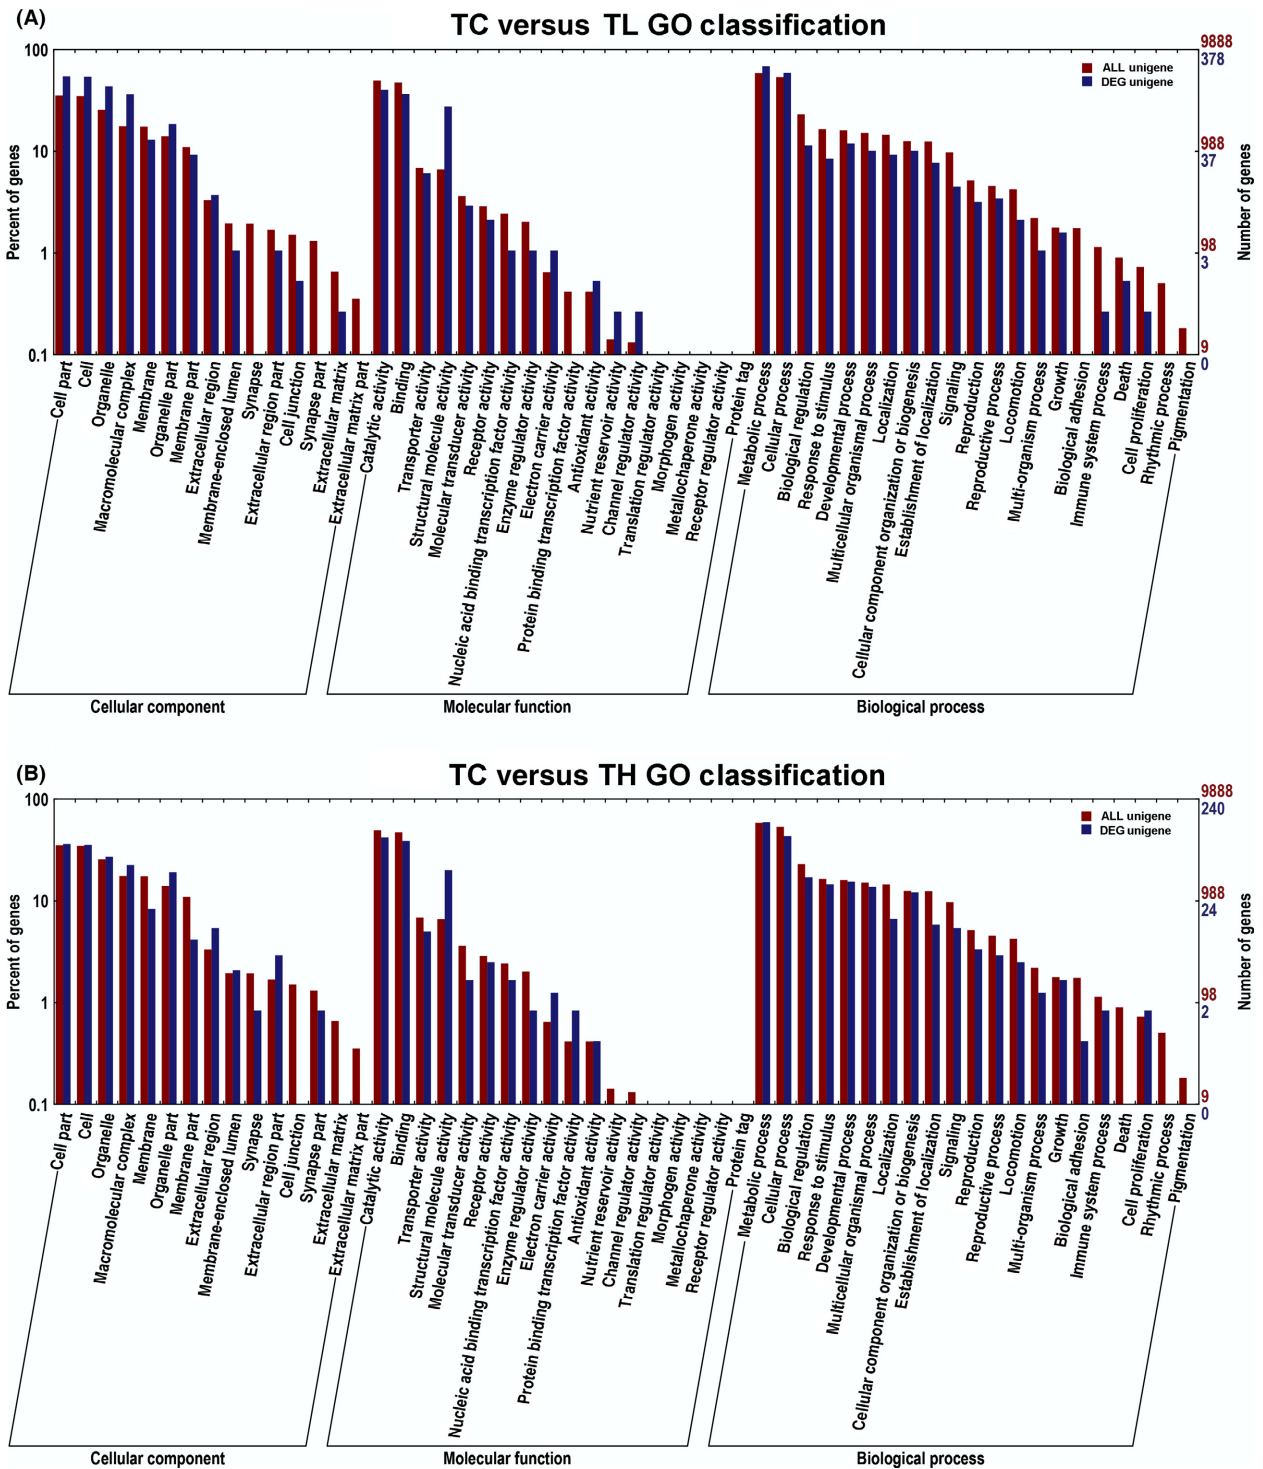 (A)
TC versus TL GO classification
100
10
1
0.1
Percent of genes
ALL unigene
DEG unigene
9888
378
988
37
98
3
9
0
Number of genes
Cell part
Cell
Organelle
Macromolecular complex
Membrane
Organelle part
Membrane part
Extracellular region
Membrane-enclosed lumen
Synapse
Extracellular region part
Cell junction
Synapse part
Extracellular matrix
Extracellular matrix part
Catalytic activity
Binding
Transporter activity
Structural molecule activity
Molecular transducer activity
Receptor activity
Nucleic acid binding transcription factor activity
Enzyme regulator activity
Electron carrier activity
Protein binding transcription factor activity
Antioxidant activity
Nutrient reservoir activity
Channel regulator activity
Translation regulator activity
Morphogen activity
Metallochaperone activity
Receptor regulator activity
Protein tag
Metabolic process
Cellular process
Biological regulation
Response to stimulus
Developmental process
Multicellular organismal process
Localization
Cellular component organization or biogenesis
Establishment of localization
Signaling
Reproduction
Reproductive process
Locomotion
Multi-organism process
Growth
Biological adhesion
Immune system process
Death
Cell proliferation
Rhythmic process
Pigmentation
Cellular component
Molecular function
Biological process
(B)
TC versus TH GO classification
100
10
1
0.1
Percent of genes
ALL unigene
DEG unigene
9888
240
988
24
98
2
9
0
Number of genes
Cell part
Cell
Organelle
Macromolecular complex
Membrane
Organelle part
Membrane part
Extracellular region
Membrane-enclosed lumen
Synapse
Extracellular region part
Cell junction
Synapse part
Extracellular matrix
Extracellular matrix part
Catalytic activity
Binding
Transporter activity
Structural molecule activity
Molecular transducer activity
Receptor activity
Nucleic acid binding transcription factor activity
Enzyme regulator activity
Electron carrier activity
Protein binding transcription factor activity
Antioxidant activity
Nutrient reservoir activity
Channel regulator activity
Translation regulator activity
Morphogen activity
Metallochaperone activity
Receptor regulator activity
Protein tag
Metabolic process
Cellular process
Biological regulation
Response to stimulus
Developmental process
Multicellular organismal process
Localization
Cellular component organization or biogenesis
Establishment of localization
Signaling
Reproduction
Reproductive process
Locomotion
Multi-organism process
Growth
Biological adhesion
Immune system process
Death
Cell proliferation
Rhythmic process
Pigmentation
Cellular component
Molecular function
Biological process